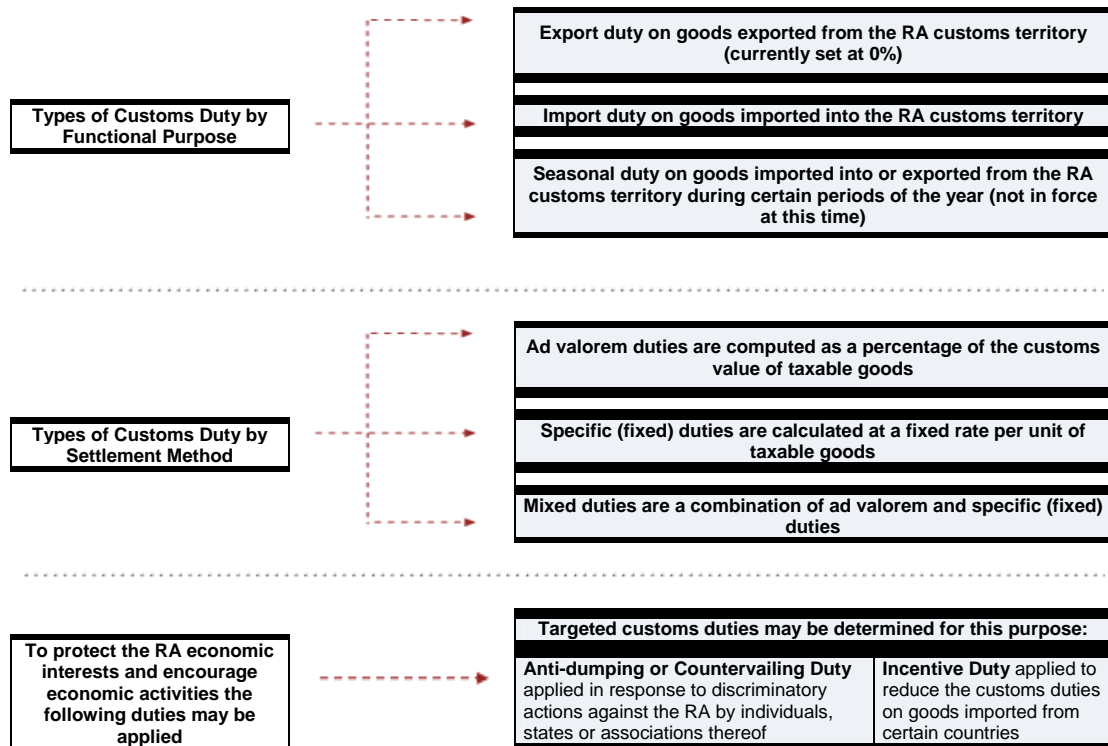 Types of Customs Duty by
Functional Purpose
Export duty on goods exported from the RA customs territory
(currently set at 0%)
Import duty on goods imported into the RA customs territory
Seasonal duty on goods imported into or exported from the RA
customs territory during certain periods of the year (not in force
at this time)
Types of Customs Duty by
Settlement Method
Ad valorem duties are computed as a percentage of the customs
value of taxable goods
Specific (fixed) duties are calculated at a fixed rate per unit of
taxable goods
Mixed duties are a combination of ad valorem and specific (fixed)
duties
To protect the RA economic
interests and encourage
economic activities the
following duties may be
applied
Targeted customs duties may be determined for this purpose:
Anti-dumping or Countervailing Duty
applied in response to discriminatory
actions against the RA by individuals,
states or associations thereof
Incentive Duty applied to
reduce the customs duties
on goods imported from
certain countries